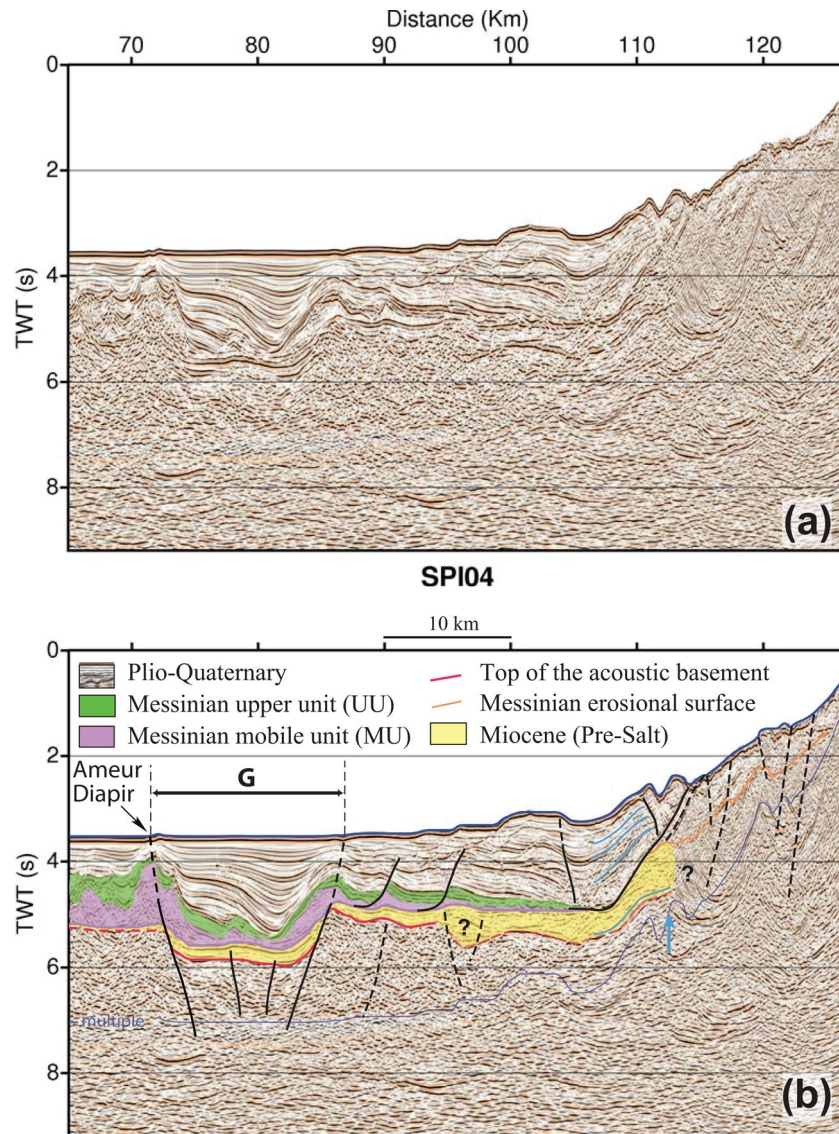 Distance (Km)
70 80 90 100 110 120
0
2
4
6
8
TWT (s)
(a)
SPI04
0
2
4
6
8
TWT (s)
10 km
Plio-Quaternary
Messinian upper unit (UU)
Messinian mobile unit (MU)
Top of the acoustic basement
Messinian erosional surface
Miocene (Pre-Salt)
Ameur
Diapir
G
?
?
multiple
(b)